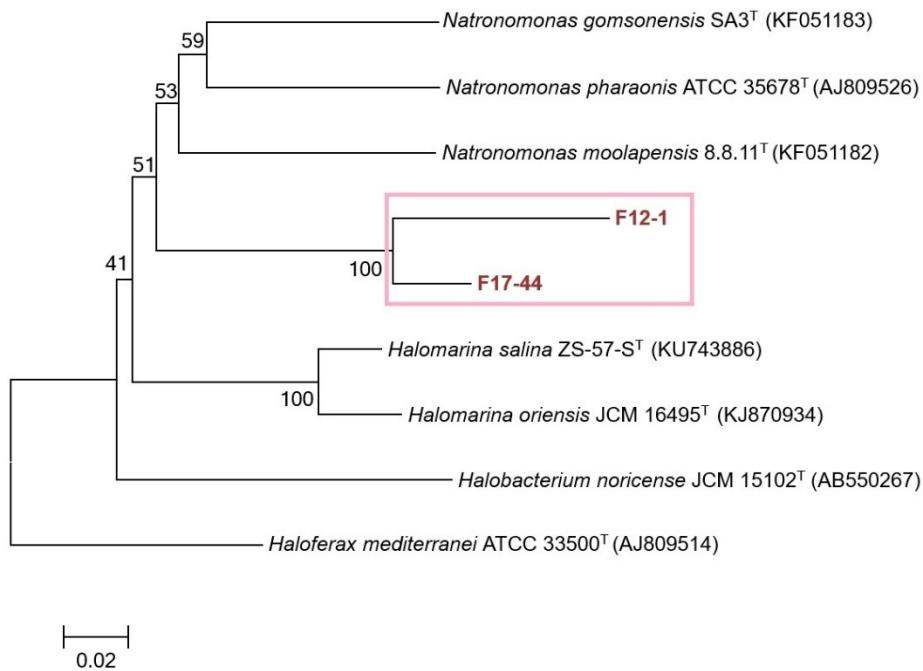 Natronomonas gomsonensis SA3ᵀ (KF051183)
59
Natronomonas pharaonis ATCC 35678ᵀ (AJ809526)
53
Natronomonas moolapensis 8.8.11ᵀ (KF051182)
51
F12-1
100
F17-44
41
Halomarina salina ZS-57-Sᵀ (KU743886)
100
Halomarina oriensis JCM 16495ᵀ (KJ870934)
Halobacterium noricense JCM 15102ᵀ (AB550267)
Haloferax mediterranei ATCC 33500ᵀ (AJ809514)
0.02